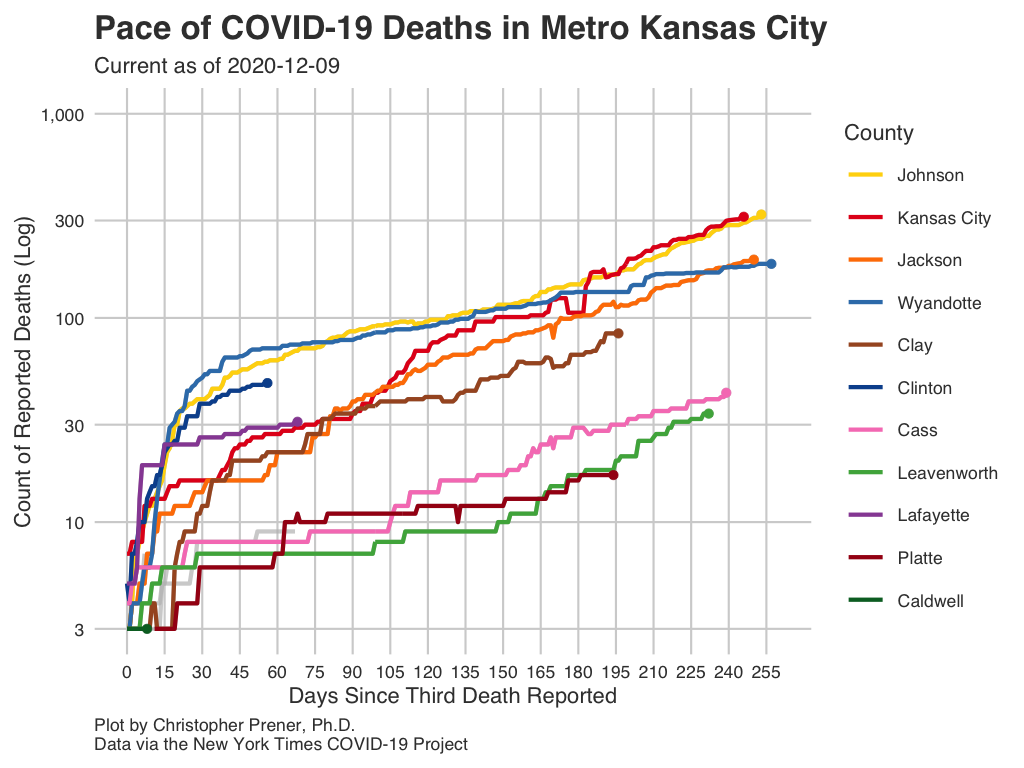 Pace of COVID-19 Deaths in Metro Kansas City
Current as of 2020-12-09
Count of Reported Deaths (Log)
1,000
300
100
30
10
3
0 15 30 45 60 75 90 105 120 135 150 165 180 195 210 225 240 255
Days Since Third Death Reported
County
Johnson
Kansas City
Jackson
Wyandotte
Clay
Clinton
Cass
Leavenworth
Lafayette
Platte
Caldwell
Plot by Christopher Prener, Ph.D.
Data via the New York Times COVID-19 Project